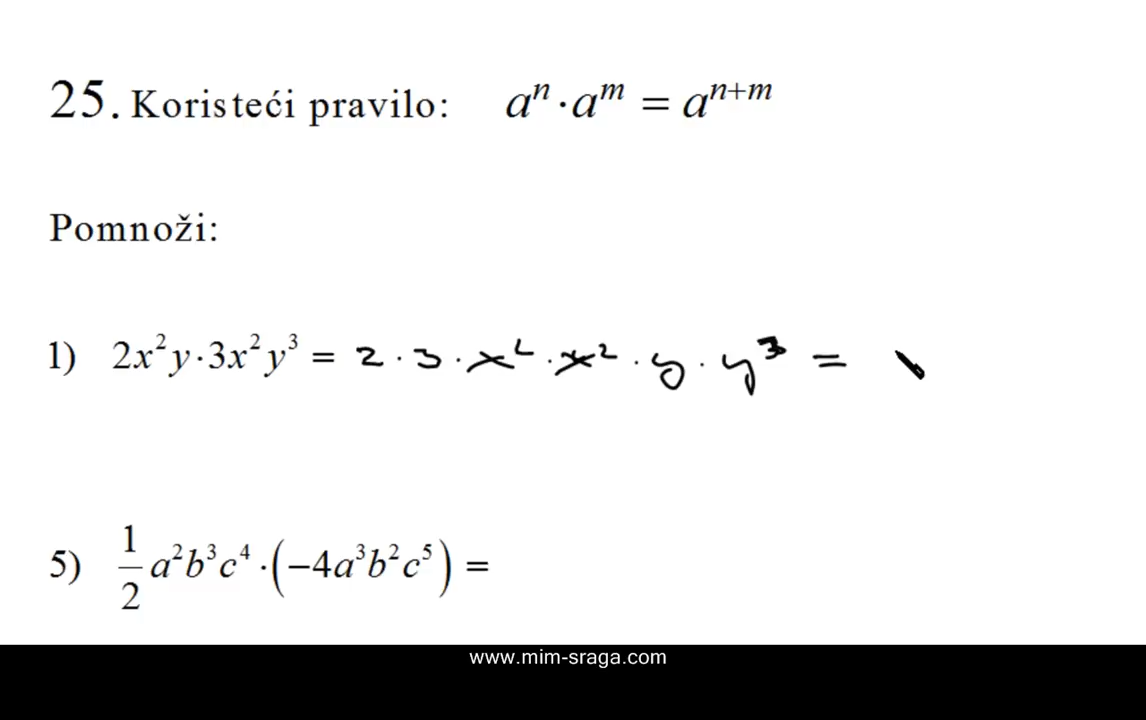 25. Koristeći pravilo: aⁿ · aᵐ = aⁿ⁺ᵐ
Pomnoži:
1) 2x²y·3x²y³ = 2 · 3 · x² · x² · y · y³ =
5) 1/2 a²b³c⁴ · (−4a³b²c⁵) =
www.mim-sraga.com